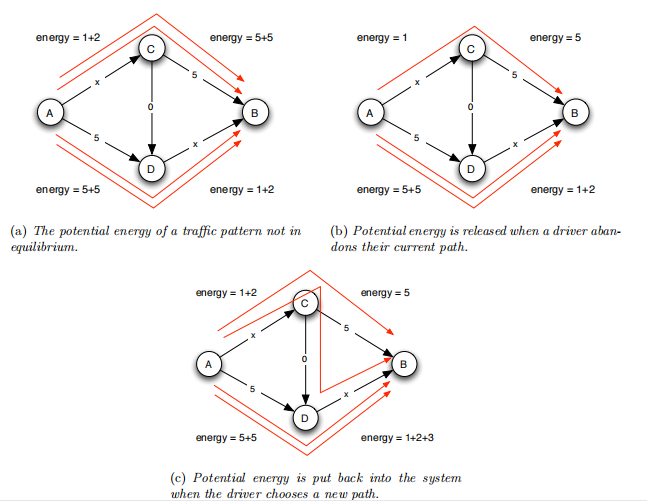 energy = 1+2
energy = 5+5
C
x
5
A
0
B
5
x
D
energy = 5+5
energy = 1+2
(a) The potential energy of a traffic pattern not in
equilibrium.
energy = 1
energy = 5
C
x
5
A
0
B
5
x
D
energy = 5+5
energy = 1+2
(b) Potential energy is released when a driver aban-
dons their current path.
energy = 1+2
energy = 5
C
x
5
A
0
B
5
x
D
energy = 5+5
energy = 1+2+3
(c) Potential energy is put back into the system
when the driver chooses a new path.